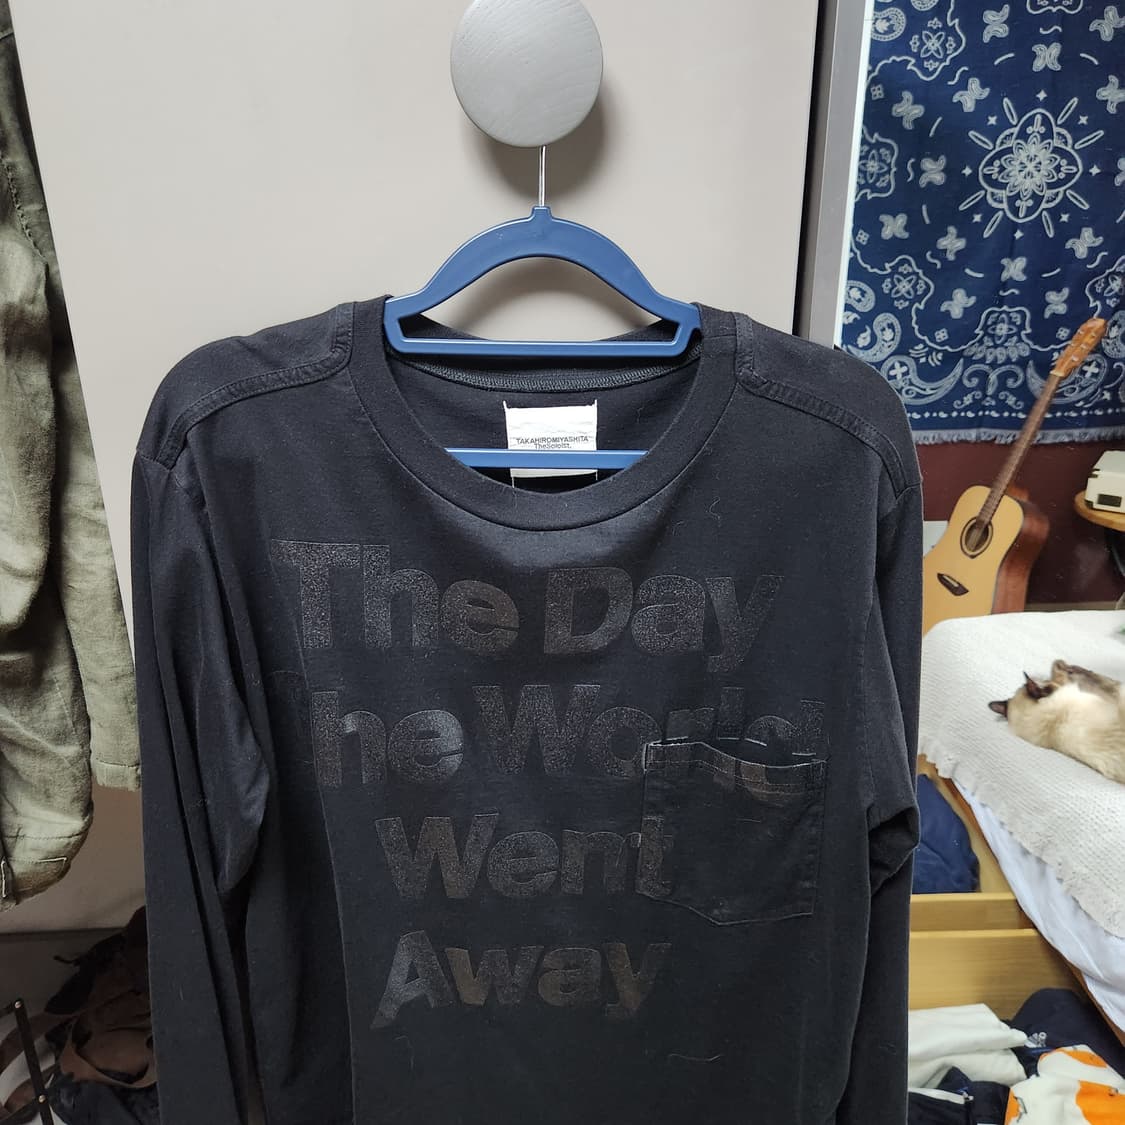 TAKAHIROMIYASHITA
TheSoloIst.
The Day
The World
Went
Away